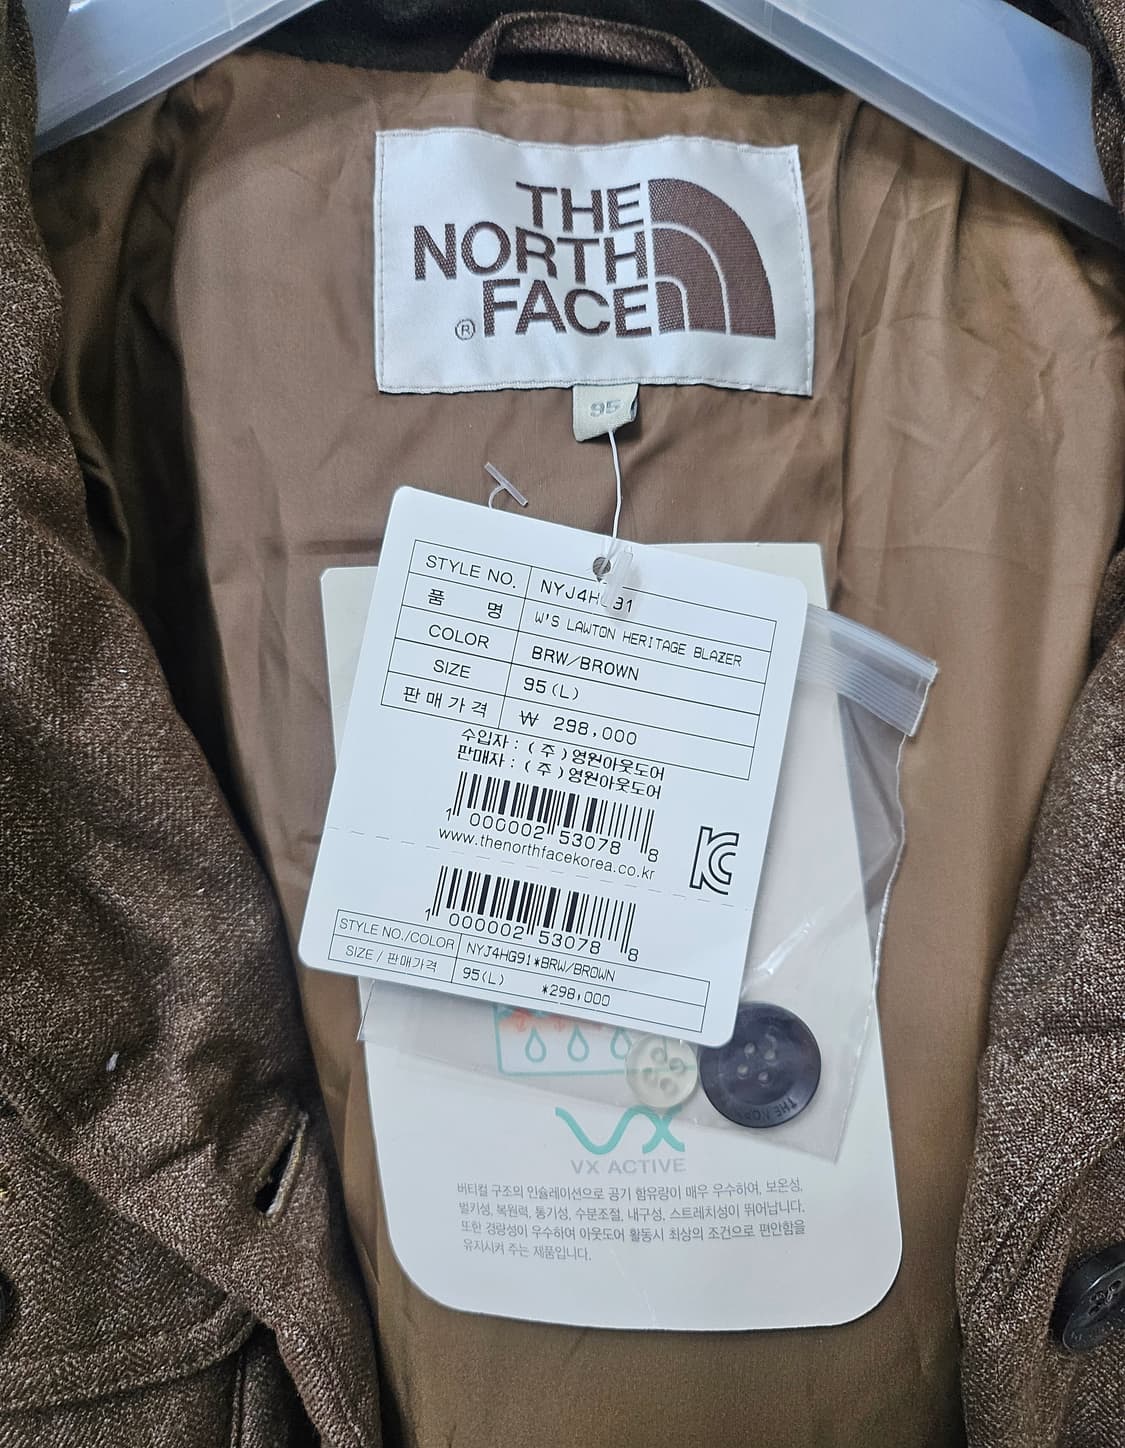 THE
NORTH
FACE
®
95
STYLE NO. NYJ4HG91
품 명 W'S LAWTON HERITAGE BLAZER
COLOR BRW/BROWN
SIZE 95(L)
판매가격 ₩ 298,000
수입자 : (주)영원아웃도어
판매자 : (주)영원아웃도어
1 000002 53078 8
www.thenorthfacekorea.co.kr
1 000002 53078 8
STYLE NO./COLOR NYJ4HG91*BRW/BROWN
SIZE / 판매가격 95(L) *298,000
VX
VX ACTIVE
버티컬 구조의 인슐레이션으로 공기 함유량이 매우 우수하여, 보온성,
벌키성, 복원력, 통기성, 수분조절, 내구성, 스트레치성이 뛰어납니다.
또한 경량성이 우수하여 아웃도어 활동시 최상의 조건으로 편안함을
유지시켜 주는 제품입니다.